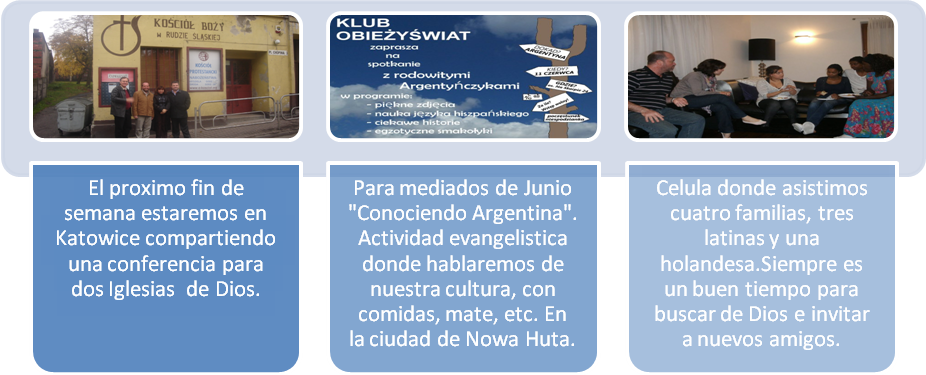 KOŚCIÓŁ BOŻY
W RUDZIE ŚLĄSKIEJ
KLUB
OBIEŻYŚWIAT
zaprasza
na
spotkanie
z rodowitymi
Argentyńczykami
w programie:
- piękne zdjęcia
- nauka języka hiszpańskiego
- ciekawe historie
- egzotyczne smakołyki
DOKĄD?
ARGENTYNA
KIEDY?
11 CZERWCA
GDZIE?
poczęstunek
niespodzianka
El proximo fin de
semana estaremos en
Katowice compartiendo
una conferencia para
dos Iglesias de Dios.
Para mediados de Junio
"Conociendo Argentina".
Actividad evangelistica
donde hablaremos de
nuestra cultura, con
comidas, mate, etc. En
la ciudad de Nowa Huta.
Celula donde asistimos
cuatro familias, tres
latinas y una
holandesa.Siempre es
un buen tiempo para
buscar de Dios e invitar
a nuevos amigos.